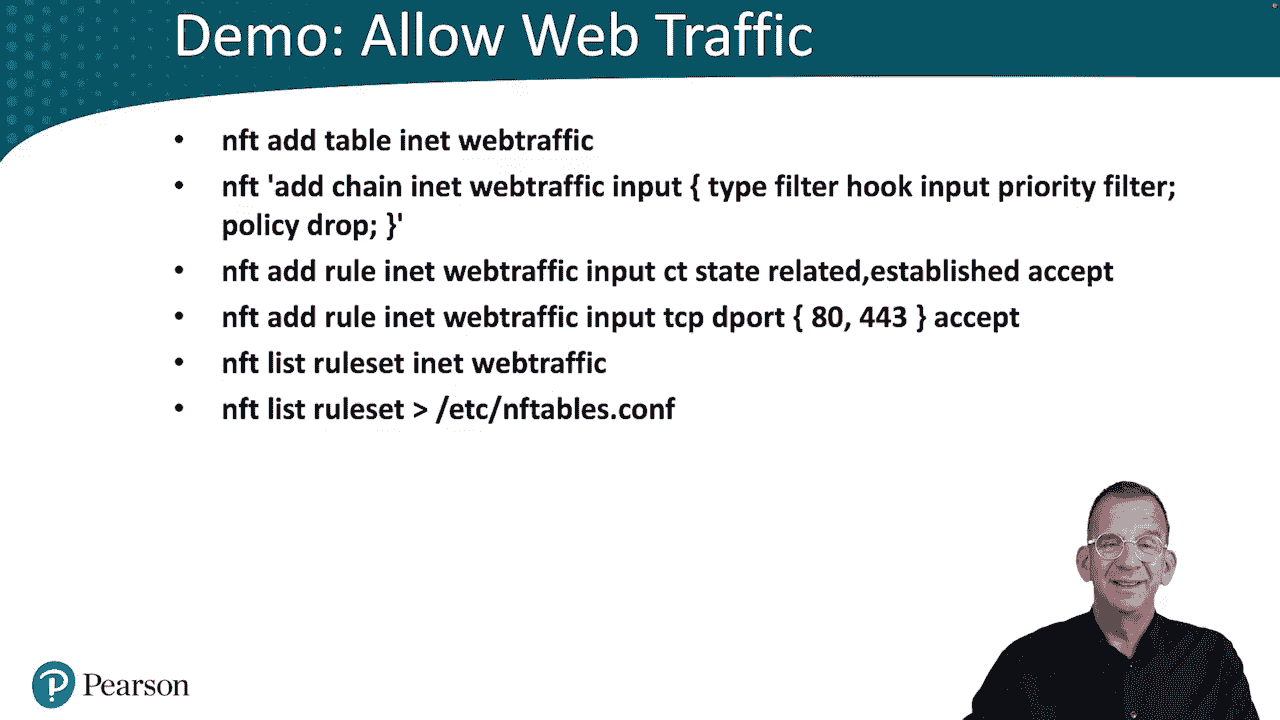 Demo: Allow Web Traffic
• nft add table inet webtraffic
• nft 'add chain inet webtraffic input { type filter hook input priority filter;
policy drop; }'
• nft add rule inet webtraffic input ct state related,established accept
• nft add rule inet webtraffic input tcp dport { 80, 443 } accept
• nft list ruleset inet webtraffic
• nft list ruleset > /etc/nftables.conf
Pearson